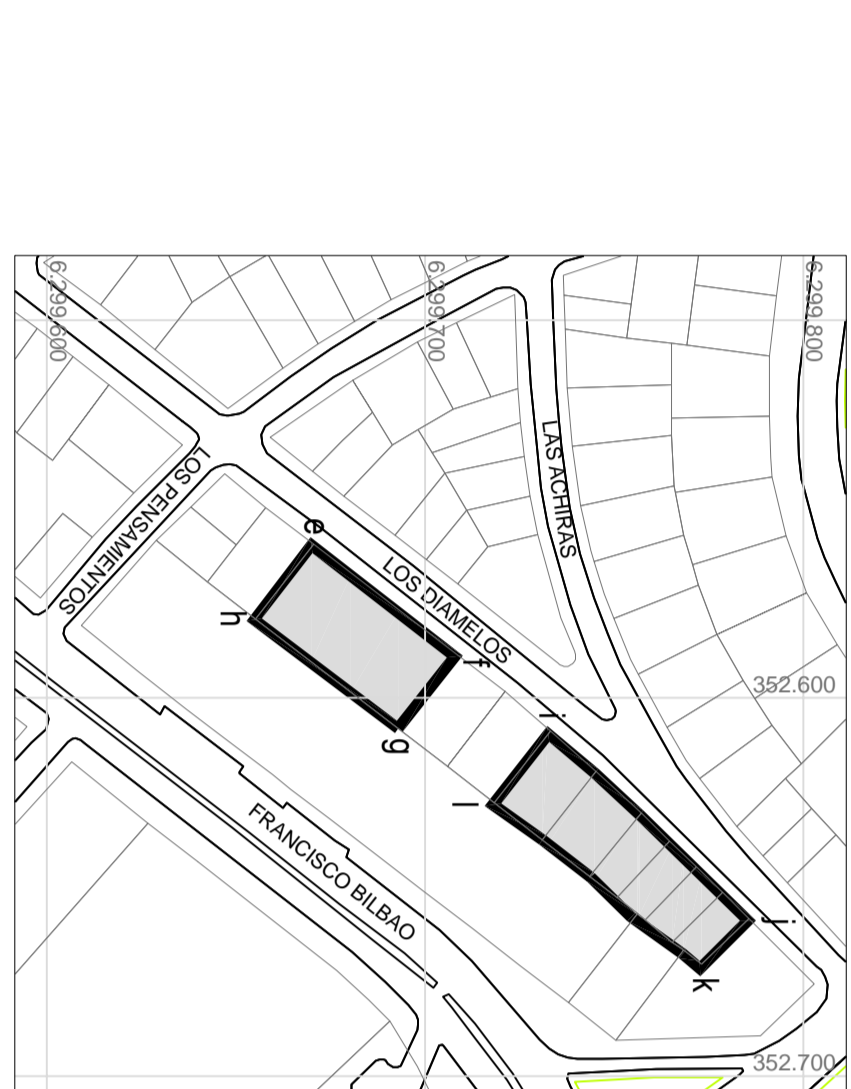 6.299.600
6.299.700
6.299.800
LOS PENSAMIENTOS
LAS ACHIRAS
e
LOS DIAMELOS
h
f
352.600
g
i
l
FRANCISCO BILBAO
j
k
352.700